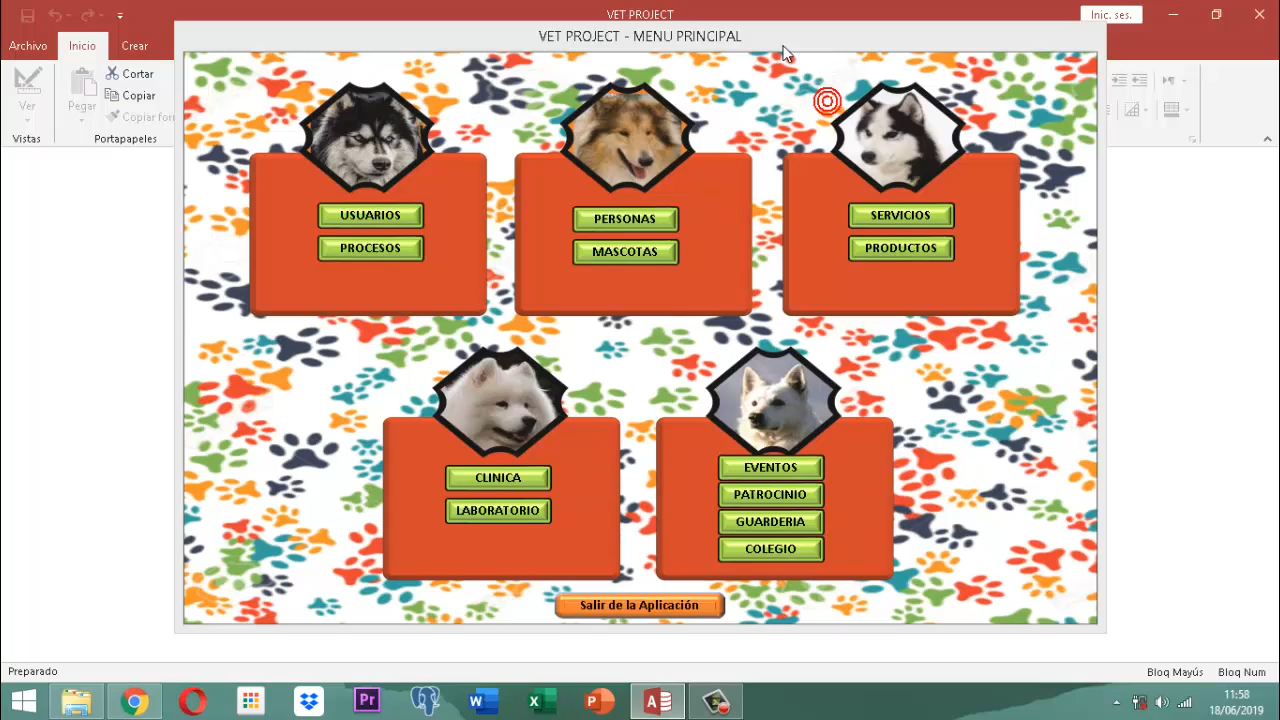 VET PROJECT
Inic. ses.
Archivo
Inicio
Crear
VET PROJECT - MENU PRINCIPAL
Ver
Vistas
Pegar
Cortar
Copiar
Copiar for
Portapapeles
USUARIOS
PROCESOS
PERSONAS
MASCOTAS
SERVICIOS
PRODUCTOS
CLINICA
LABORATORIO
EVENTOS
PATROCINIO
GUARDERIA
COLEGIO
Salir de la Aplicación
Preparado
Bloq Mayús
Bloq Num
Pr
W
X
P
A
11:58
18/06/2019